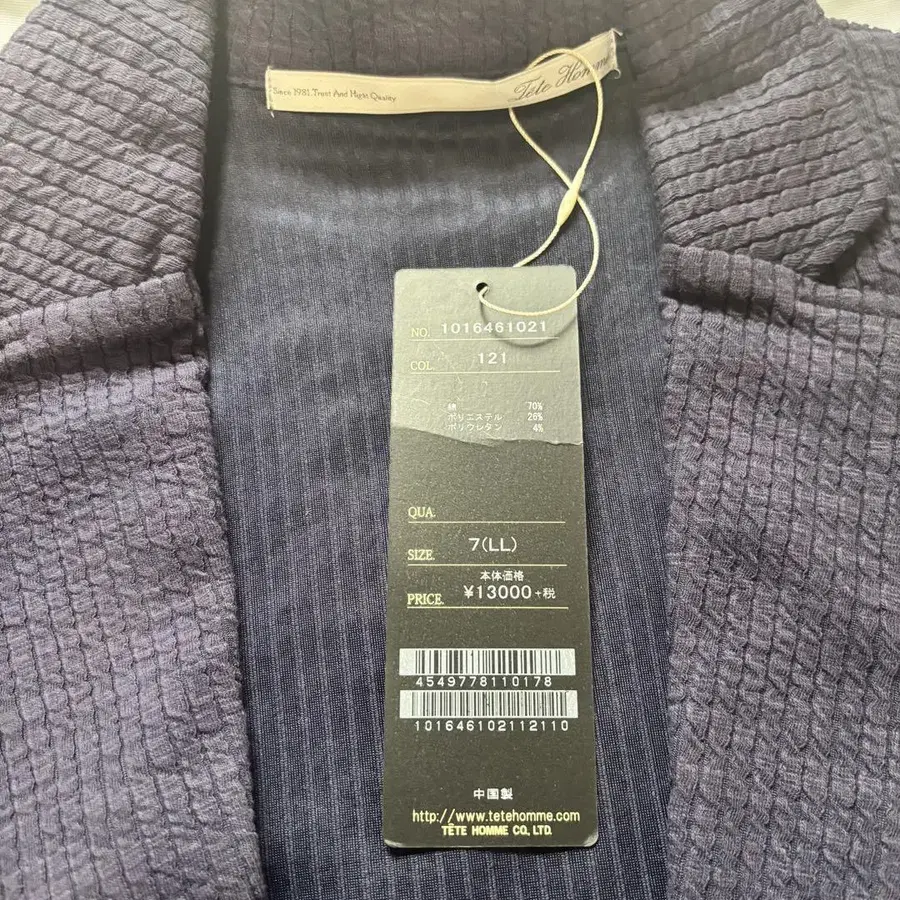 Since 1981. Trust And Hight Quality
Tête Homme
NO. 1016461021
COL. 121
綿 70%
ポリエステル 26%
ポリウレタン 4%
QUA.
SIZE. 7(LL)
本体価格
PRICE. ¥13000+税
4549778110178
101646102112110
中国製
http://www.tetehomme.com
TÊTE HOMME CO., LTD.